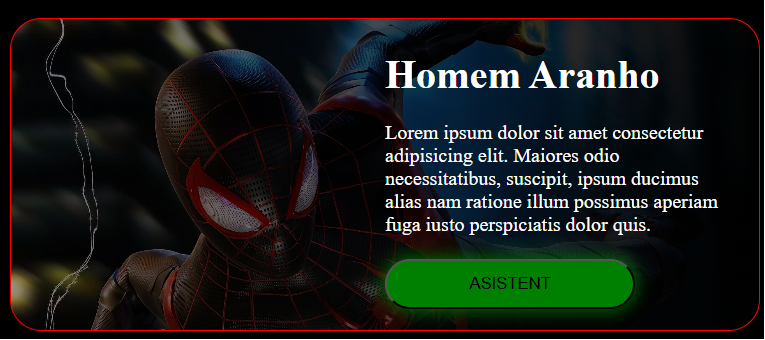 Homem Aranho
Lorem ipsum dolor sit amet consectetur
adipisicing elit. Maiores odio
necessitatibus, suscipit, ipsum ducimus
alias nam ratione illum possimus aperiam
fuga iusto perspiciatis dolor quis.
ASISTENT